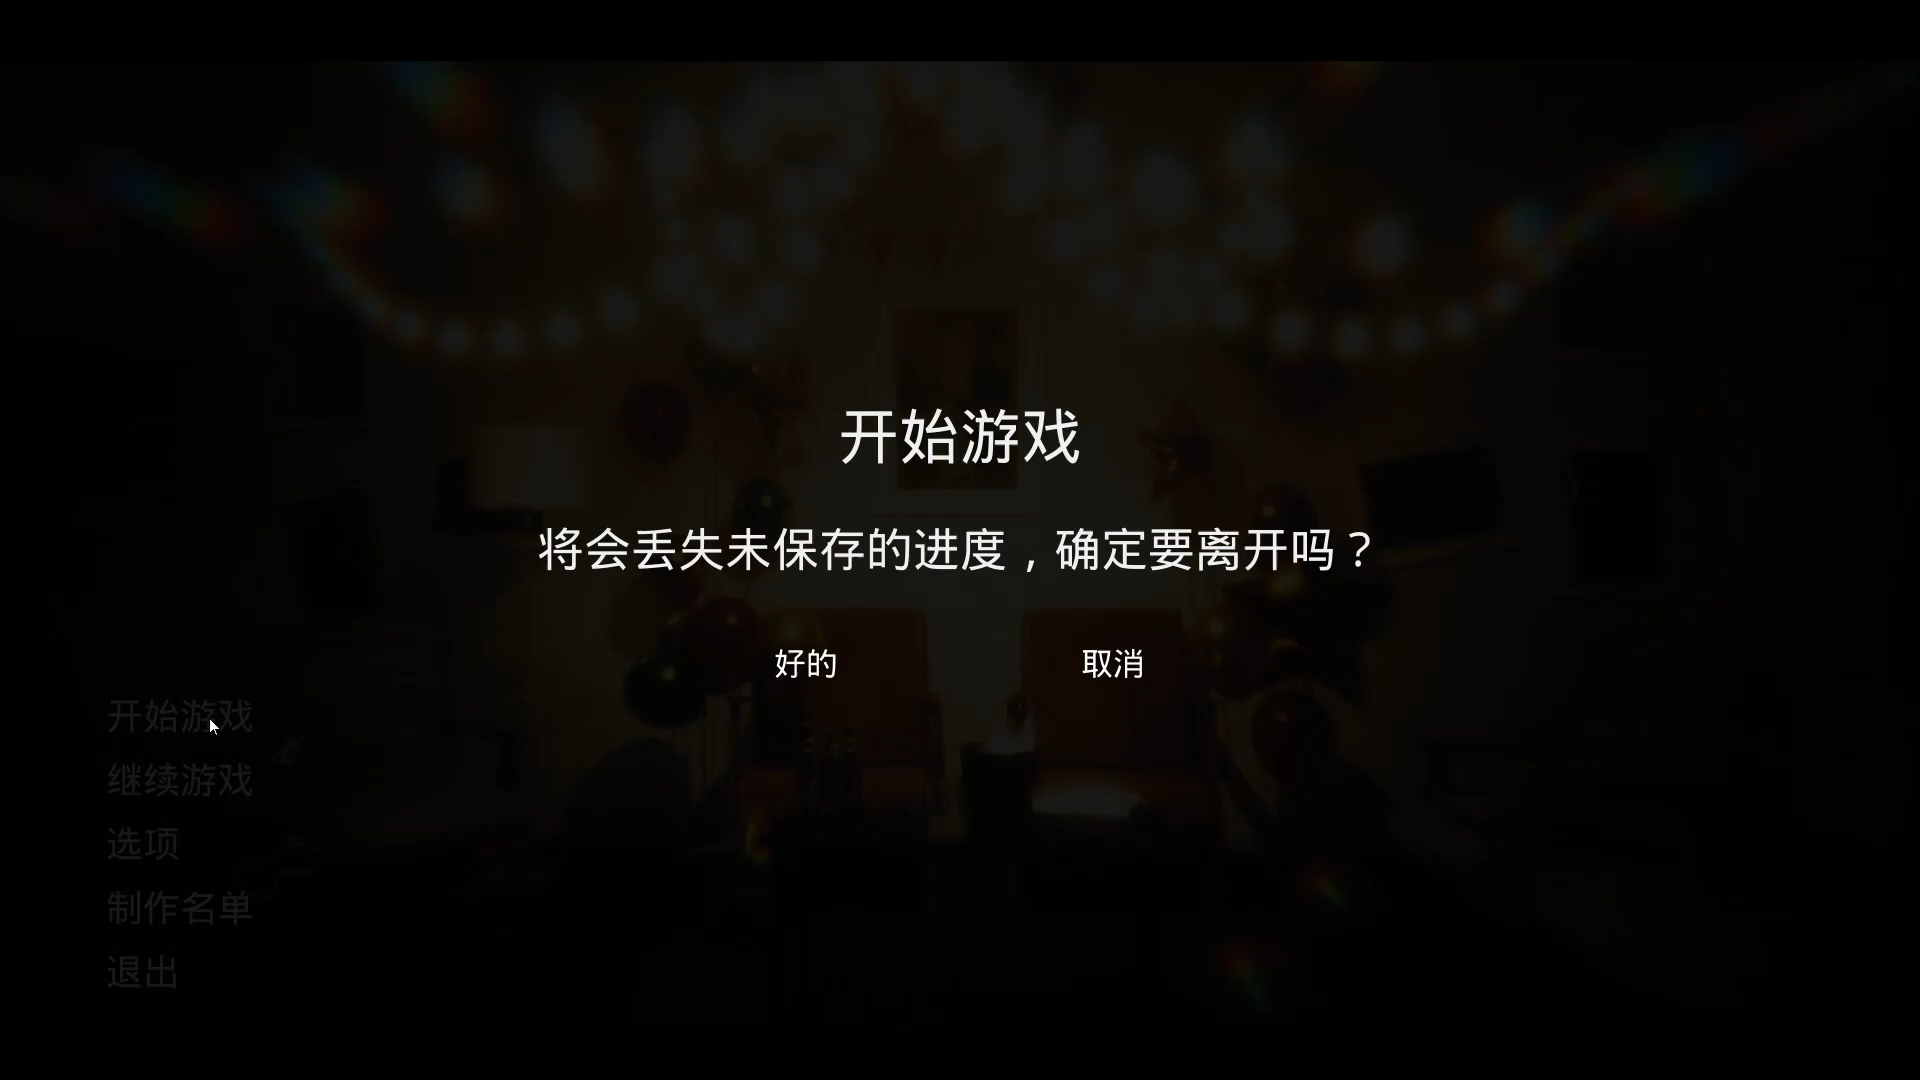 开始游戏
将会丢失未保存的进度，确定要离开吗？
好的
取消
开始游戏
继续游戏
选项
制作名单
退出